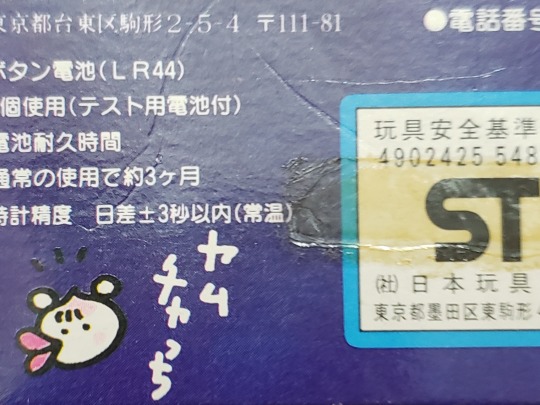 東京都台東区駒形2-5-4 〒111-81
●電話番号
ボタン電池(LR44)
個使用(テスト用電池付)
電池耐久時間
通常の使用で約3ヶ月
時計精度 日差±3秒以内(常温)
玩具安全基準
4902425 548
ST
(社)日本玩具
東京都墨田区東駒形4
ヤム
チャっち